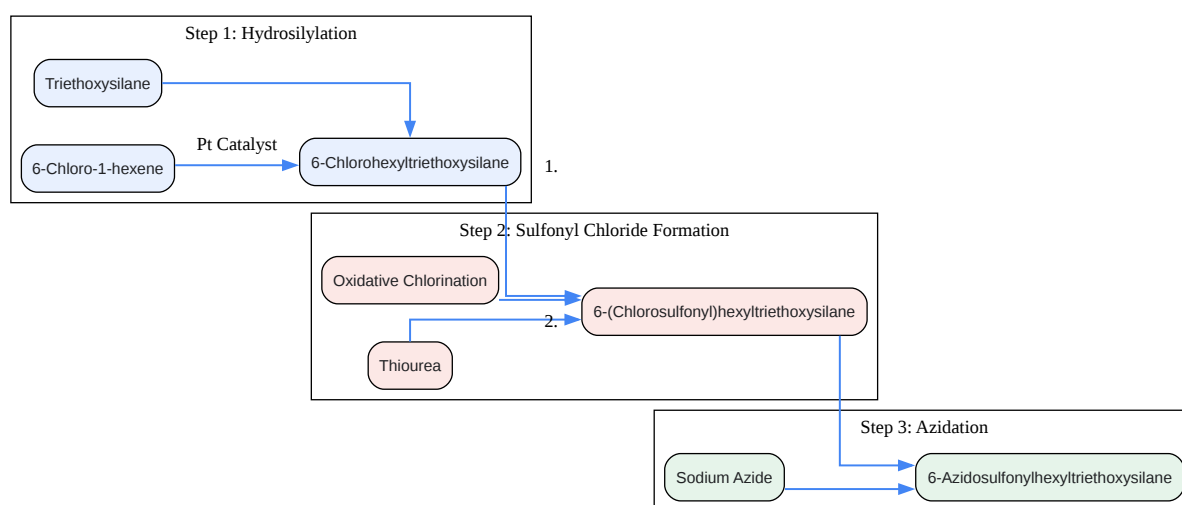 Step 1: Hydrosilylation
Triethoxysilane
Pt Catalyst
6-Chloro-1-hexene
6-Chlorohexyltriethoxysilane
1.
Step 2: Sulfonyl Chloride Formation
Oxidative Chlorination
6-(Chlorosulfonyl)hexyltriethoxysilane
2.
Thiourea
Step 3: Azidation
Sodium Azide
6-Azidosulfonylhexyltriethoxysilane